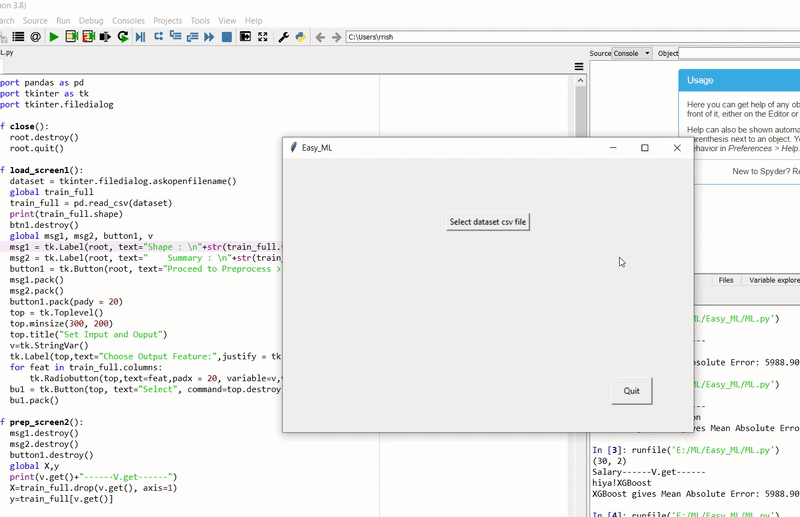 on 3.8)
arch Source Run Debug Consoles Projects Tools View Help
C:\Users\rrish
L.py
Source Console Object
port pandas as pd
port tkinter as tk
port tkinter.filedialog
f close():
root.destroy()
root.quit()
f load_screen1():
dataset = tkinter.filedialog.askopenfilename()
global train_full
train_full = pd.read_csv(dataset)
print(train_full.shape)
btn1.destroy()
global msg1, msg2, button1, v
msg1 = tk.Label(root, text="Shape : \n"+str(train_full.s
msg2 = tk.Label(root, text="    Summary : \n"+str(train_
button1 = tk.Button(root, text="Proceed to Preprocess >
msg1.pack()
msg2.pack()
button1.pack(pady = 20)
top = tk.Toplevel()
top.minsize(300, 200)
top.title("Set Input and Ouput")
v=tk.StringVar()
tk.Label(top,text="Choose Output Feature:",justify = tk
for feat in train_full.columns:
tk.Radiobutton(top,text=feat,padx = 20, variable=v,v
bu1 = tk.Button(top, text="Select", command=top.destroy
bu1.pack()
f prep_screen2():
msg1.destroy()
msg2.destroy()
button1.destroy()
global X,y
print(v.get()+"------V.get------")
X=train_full.drop(v.get(), axis=1)
y=train_full[v.get()]
Easy_ML
Select dataset csv file
Quit
Usage
Here you can get help of any ob
front of it, either on the Editor or
Help can also be shown automa
parenthesis next to an object. Yo
behavior in Preferences > Help.
New to Spyder? Re
Files Variable explore
ML/Easy_ML/ML.py')
--
bsolute Error: 5988.90
ML/Easy_ML/ML.py')
--
on
ves Mean Absolute Erro
In [3]: runfile('E:/ML/Easy_ML/ML.py')
(30, 2)
Salary------V.get------
hiya!XGBoost
XGBoost gives Mean Absolute Error: 5988.90
In [4]: runfile('E:/ML/Easy_ML/ML.py')